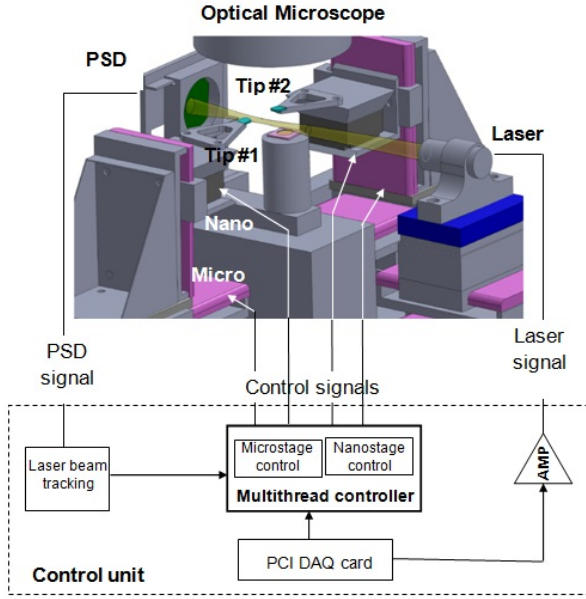 Optical Microscope
PSD
Tip #2
Laser
Tip #1
Nano
Micro
PSD
signal
Laser
signal
Control signals
Laser beam
tracking
Microstage
control
Nanostage
control
Multithread controller
AMP
PCI DAQ card
Control unit